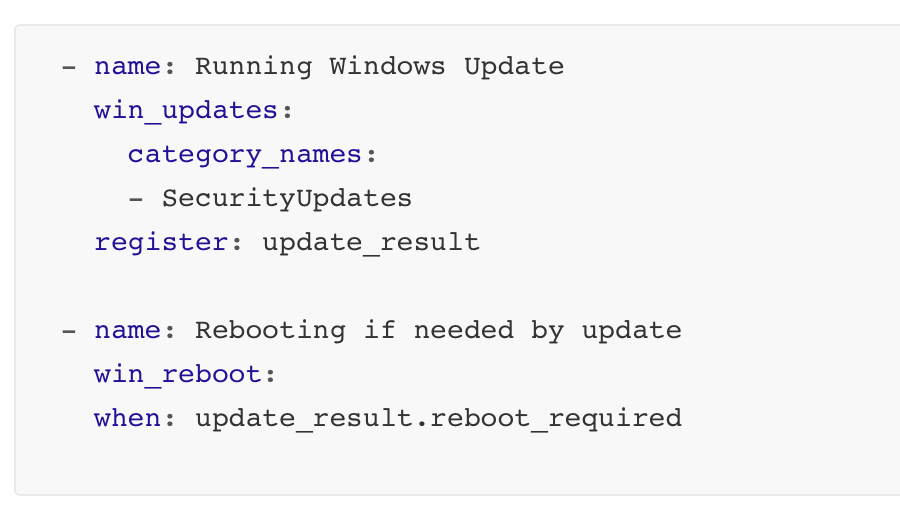 - name: Running Windows Update
  win_updates:
    category_names:
    - SecurityUpdates
  register: update_result

- name: Rebooting if needed by update
  win_reboot:
  when: update_result.reboot_required